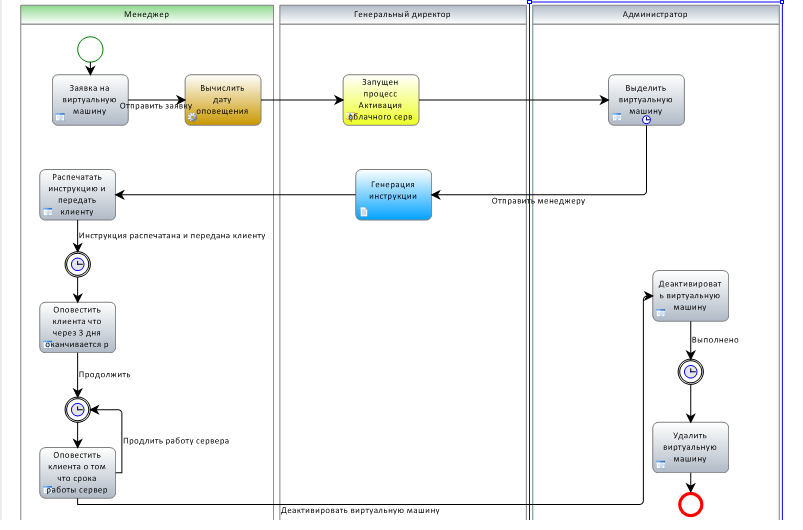 Менеджер
Генеральный директор
Администратор
Заявка на
виртуальную
машину
Отправить заявку
Вычислить
дату
оповещения
Запущен
процесс
Активация
облачного серв
Выделить
виртуальную
машину
Распечатать
инструкцию и
передать
клиенту
Генерация
инструкции
Отправить менеджеру
Инструкция распечатана и передана клиенту
Оповестить
клиента что
через 3 дня
оканчивается р
Деактивироват
ь виртуальную
машину
Выполнено
Продолжить
Продлить работу сервера
Оповестить
клиента о том
что срока
работы сервер
Удалить
виртуальную
машину
Деактивировать виртуальную машину